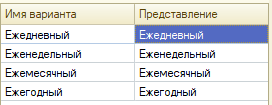 Имя варианта Представление
Ежедневный Ежедневный
Еженедельный Еженедельный
Ежемесячный Ежемесячный
Ежегодный Ежегодный